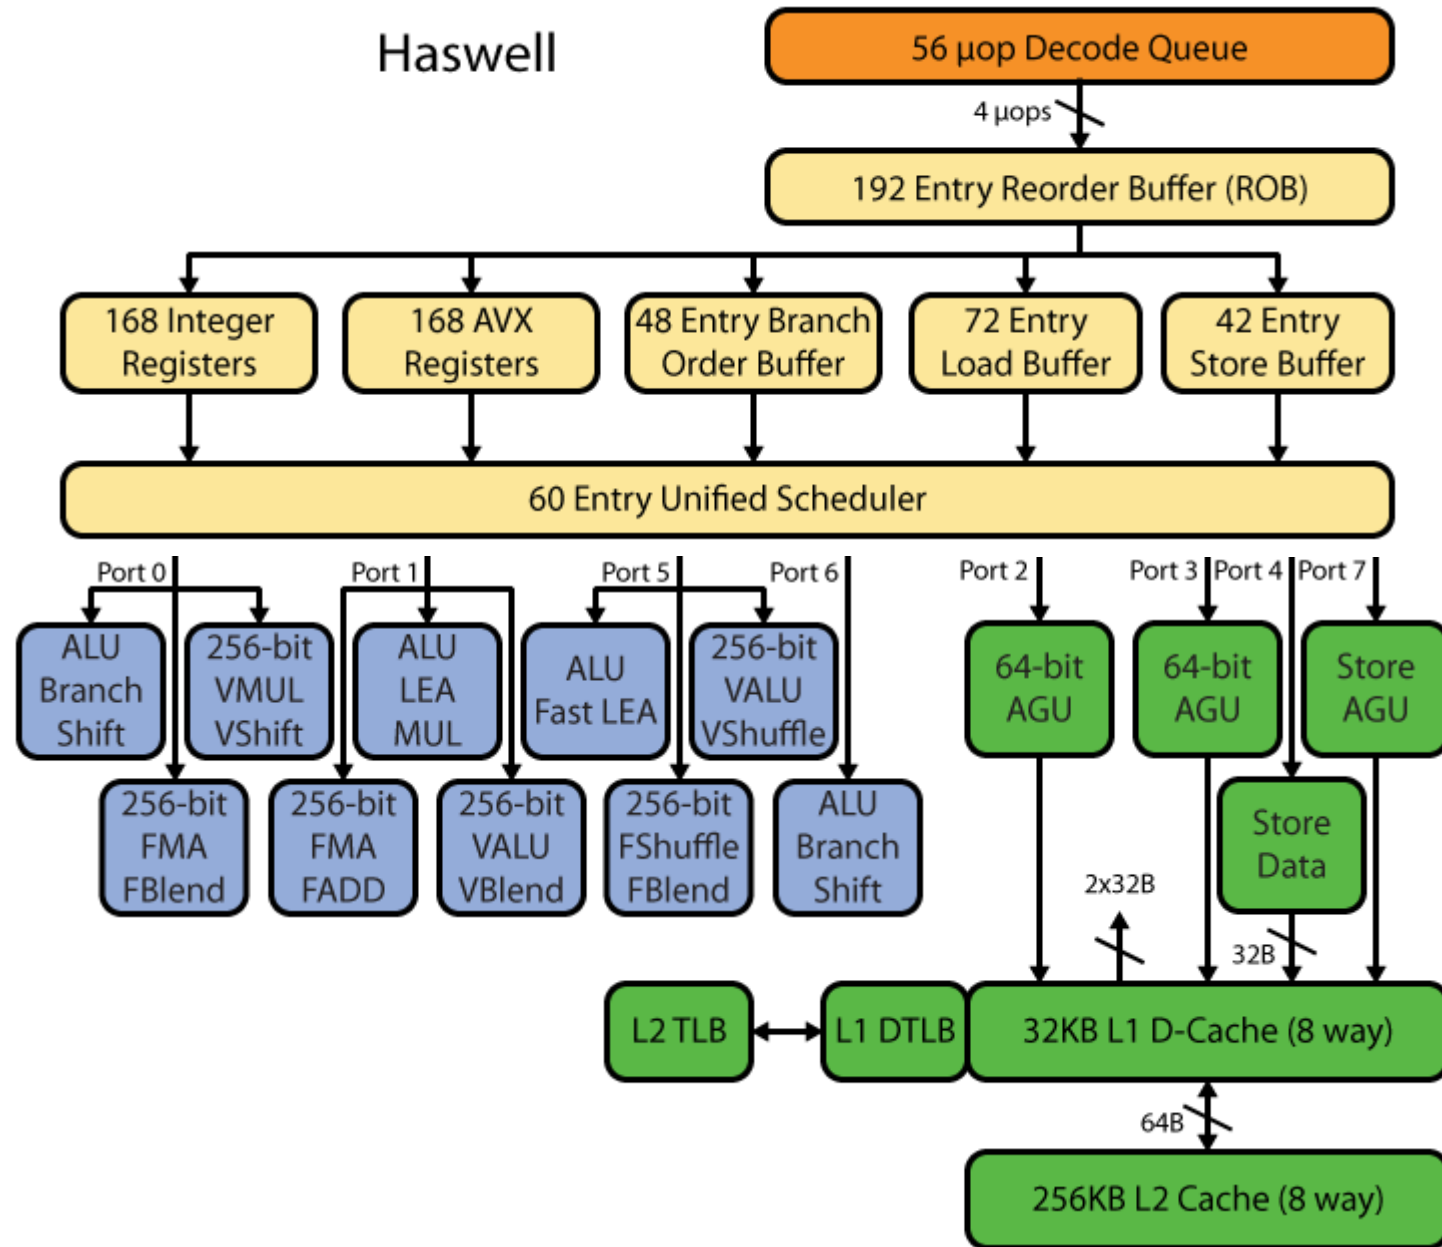 Haswell
56 µop Decode Queue
4 µops
192 Entry Reorder Buffer (ROB)
168 Integer
Registers
168 AVX
Registers
48 Entry Branch
Order Buffer
72 Entry
Load Buffer
42 Entry
Store Buffer
60 Entry Unified Scheduler
Port 0
Port 1
Port 5
Port 6
Port 2
Port 3
Port 4
Port 7
ALU
Branch
Shift
256-bit
VMUL
VShift
ALU
LEA
MUL
ALU
Fast LEA
256-bit
VALU
VShuffle
64-bit
AGU
64-bit
AGU
Store
AGU
256-bit
FMA
FBlend
256-bit
FMA
FADD
256-bit
VALU
VBlend
256-bit
FShuffle
FBlend
ALU
Branch
Shift
Store
Data
2x32B
32B
L2 TLB
L1 DTLB
32KB L1 D-Cache (8 way)
64B
256KB L2 Cache (8 way)